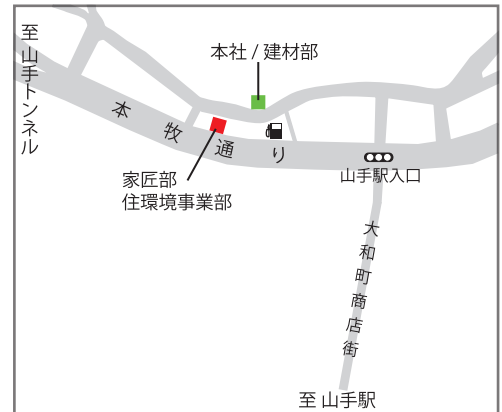 至山手トンネル
本社/建材部
本牧通り
家匠部
住環境事業部
山手駅入口
大和町商店街
至 山手駅